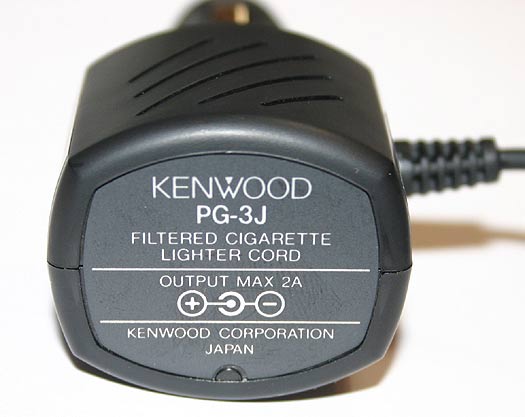 KENWOOD
PG-3J
FILTERED CIGARETTE
LIGHTER CORD
OUTPUT MAX 2A
KENWOOD CORPORATION
JAPAN